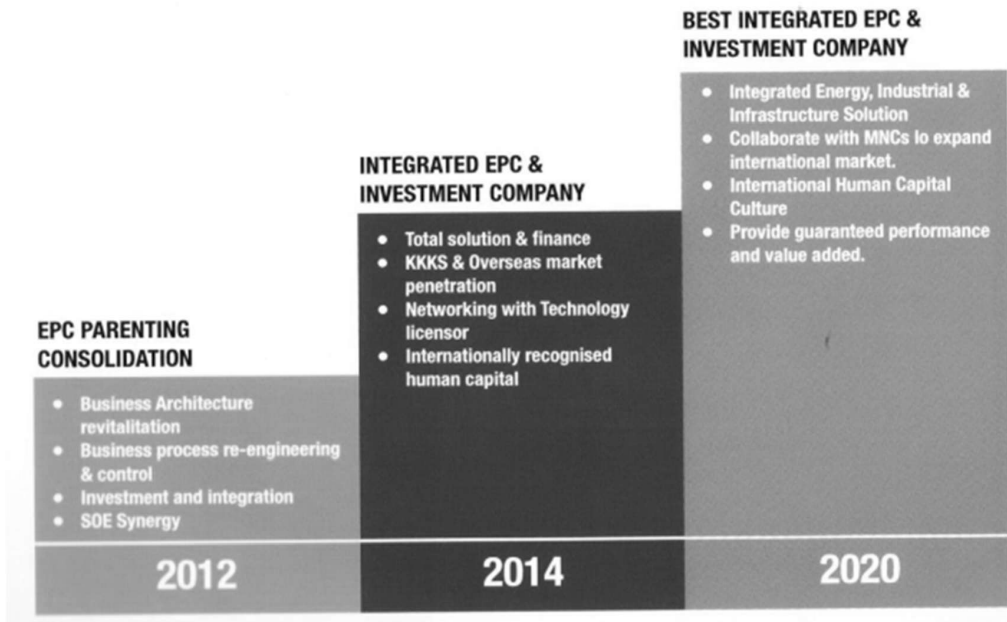 EPC PARENTING
CONSOLIDATION
• Business Architecture
revitalitation
• Business process re-engineering
& control
• Investment and integration
• SOE Synergy
2012
INTEGRATED EPC &
INVESTMENT COMPANY
• Total solution & finance
• KKKS & Overseas market
penetration
• Networking with Technology
licensor
• Internationally recognised
human capital
2014
BEST INTEGRATED EPC &
INVESTMENT COMPANY
• Integrated Energy, Industrial &
Infrastructure Solution
• Collaborate with MNCs lo expand
international market.
• International Human Capital
Culture
• Provide guaranteed performance
and value added.
2020